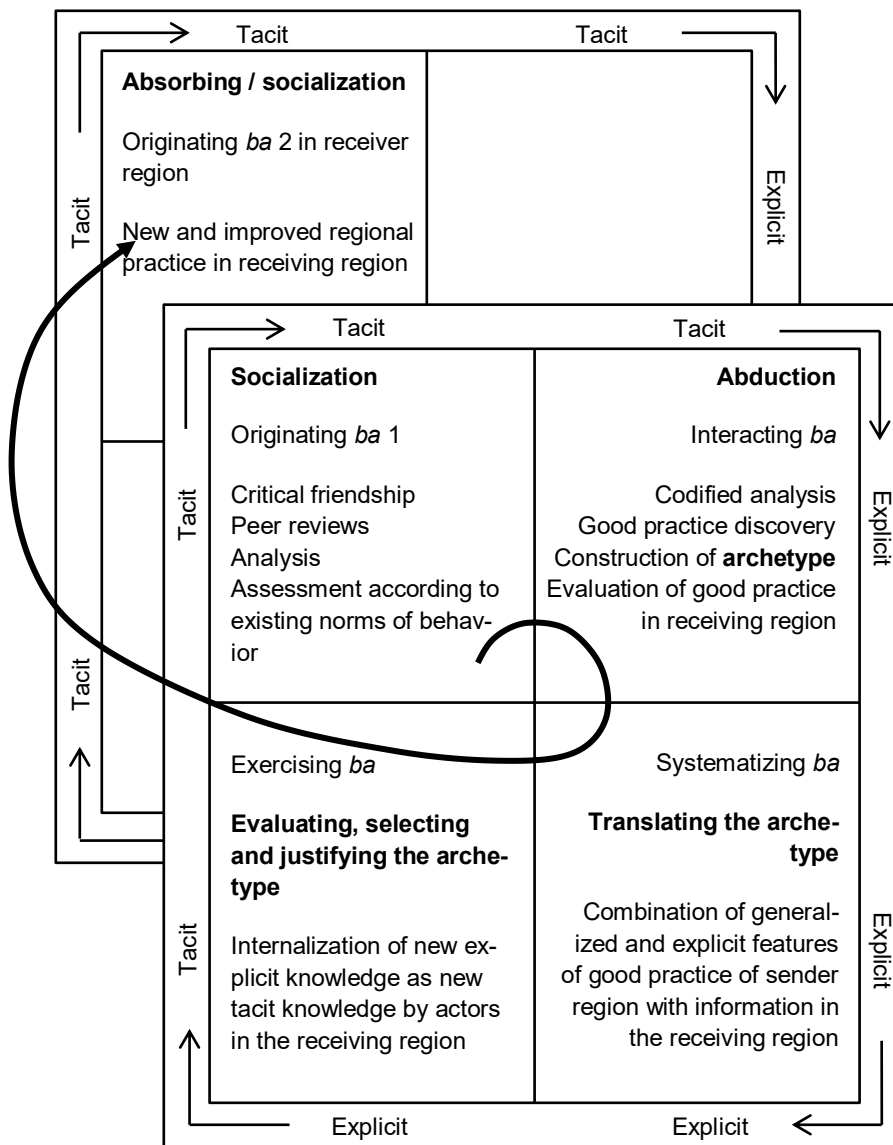 Tacit
Tacit
Absorbing / socialization
Originating ba 2 in receiver
region
New and improved regional
practice in receiving region
Tacit
Explicit
Tacit
Tacit
Tacit
Socialization
Originating ba 1
Critical friendship
Peer reviews
Analysis
Assessment according to
existing norms of behav-
ior
Abduction
Interacting ba
Codified analysis
Good practice discovery
Construction of archetype
Evaluation of good practice
in receiving region
Tacit
Explicit
Exercising ba
Evaluating, selecting
and justifying the arche-
type
Internalization of new ex-
plicit knowledge as new
tacit knowledge by actors
in the receiving region
Systematizing ba
Translating the arche-
type
Combination of general-
ized and explicit features
of good practice of sender
region with information in
the receiving region
Tacit
Explicit
Explicit
Explicit